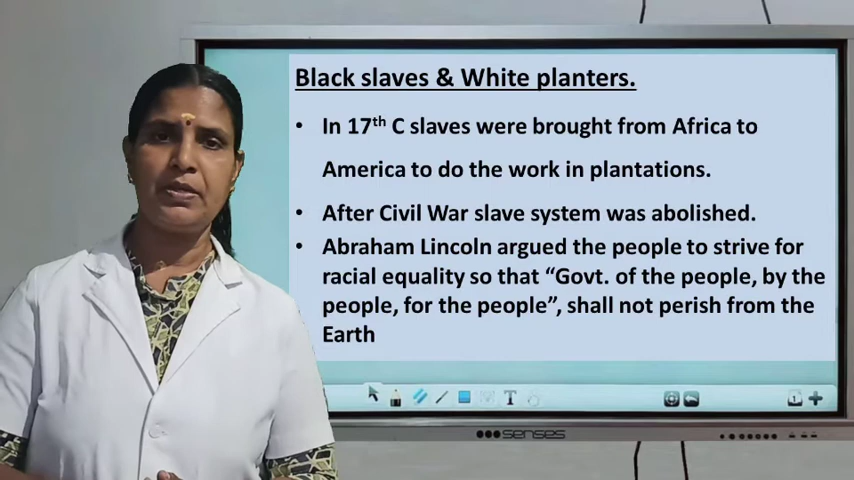 Black slaves & White planters.
• In 17th C slaves were brought from Africa to
America to do the work in plantations.
• After Civil War slave system was abolished.
• Abraham Lincoln argued the people to strive for
racial equality so that “Govt. of the people, by the
people, for the people”, shall not perish from the
Earth
T
1
senses